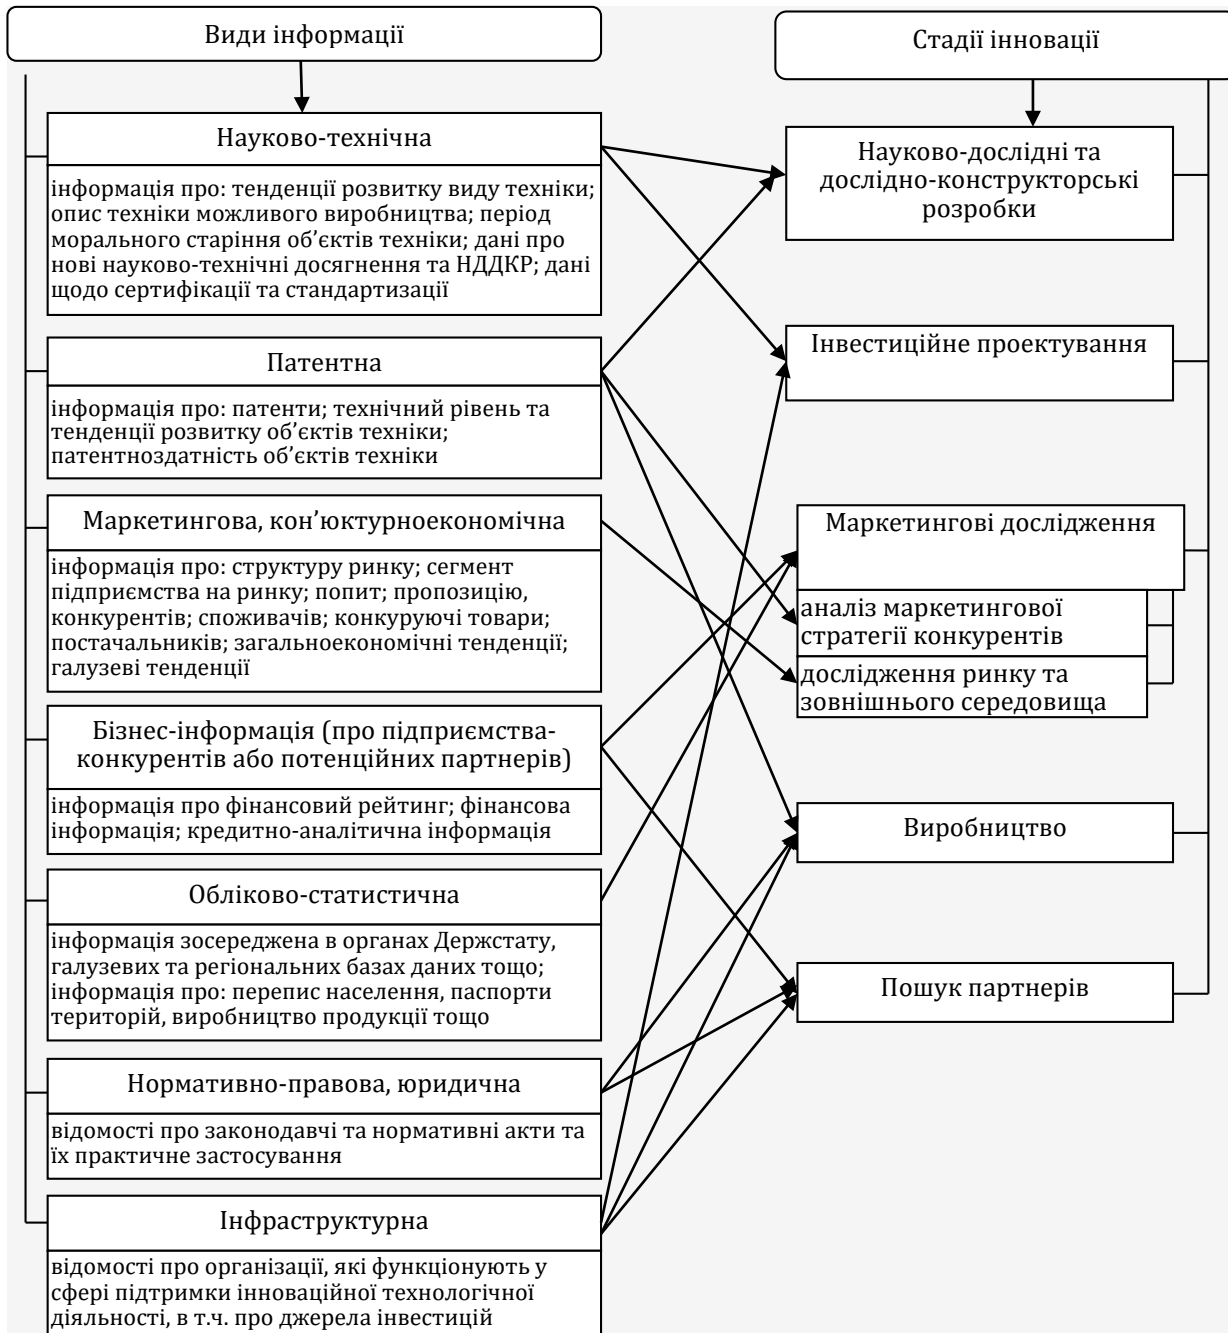 Види інформації
Науково-технічна
інформація про: тенденції розвитку виду техніки;
опис техніки можливого виробництва; період
морального старіння об’єктів техніки; дані про
нові науково-технічні досягнення та НДДКР; дані
щодо сертифікації та стандартизації
Патентна
інформація про: патенти; технічний рівень та
тенденції розвитку об’єктів техніки;
патентноздатність об’єктів техніки
Маркетингова, кон’юктурноекономічна
інформація про: структуру ринку; сегмент
підприємства на ринку; попит; пропозицію,
конкурентів; споживачів; конкуруючі товари;
постачальників; загальноекономічні тенденції;
галузеві тенденції
Бізнес-інформація (про підприємства-
конкурентів або потенційних партнерів)
інформація про фінансовий рейтинг; фінансова
інформація; кредитно-аналітична інформація
Обліково-статистична
інформація зосереджена в органах Держстату,
галузевих та регіональних базах даних тощо;
інформація про: перепис населення, паспорти
територій, виробництво продукції тощо
Нормативно-правова, юридична
відомості про законодавчі та нормативні акти та
їх практичне застосування
Інфраструктурна
відомості про організації, які функціонують у
сфері підтримки інноваційної технологічної
діяльності, в т.ч. про джерела інвестицій
Стадії інновації
Науково-дослідні та
дослідно-конструкторські
розробки
Інвестиційне проектування
Маркетингові дослідження
аналіз маркетингової
стратегії конкурентів
дослідження ринку та
зовнішнього середовища
Виробництво
Пошук партнерів